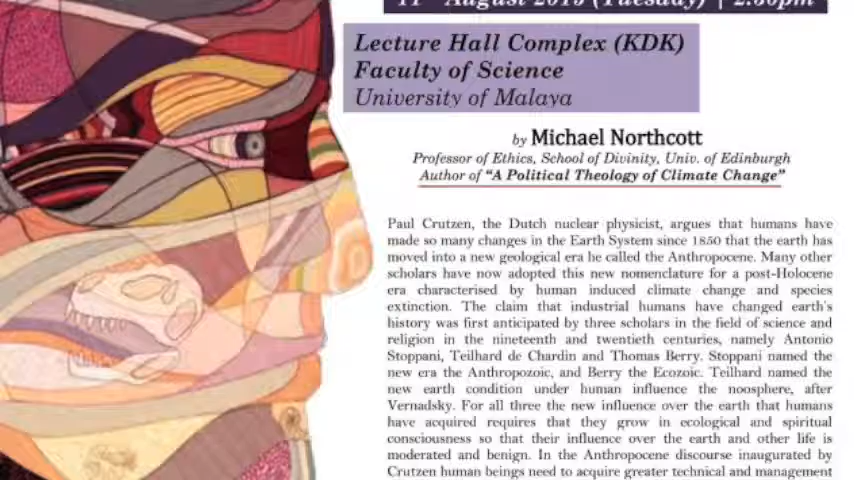 11th August 2015 (Tuesday) | 2.30pm
Lecture Hall Complex (KDK)
Faculty of Science
University of Malaya
by Michael Northcott
Professor of Ethics, School of Divinity, Univ. of Edinburgh
Author of "A Political Theology of Climate Change"
Paul Crutzen, the Dutch nuclear physicist, argues that humans have
made so many changes in the Earth System since 1850 that the earth has
moved into a new geological era he called the Anthropocene. Many other
scholars have now adopted this new nomenclature for a post-Holocene
era characterised by human induced climate change and species
extinction. The claim that industrial humans have changed earth's
history was first anticipated by three scholars in the field of science and
religion in the nineteenth and twentieth centuries, namely Antonio
Stoppani, Teilhard de Chardin and Thomas Berry. Stoppani named the
new era the Anthropozoic, and Berry the Ecozoic. Teilhard named the
new earth condition under human influence the noosphere, after
Vernadsky. For all three the new influence over the earth that humans
have acquired requires that they grow in ecological and spiritual
consciousness so that their influence over the earth and other life is
moderated and benign. In the Anthropocene discourse inaugurated by
Crutzen human beings need to acquire greater technical and management